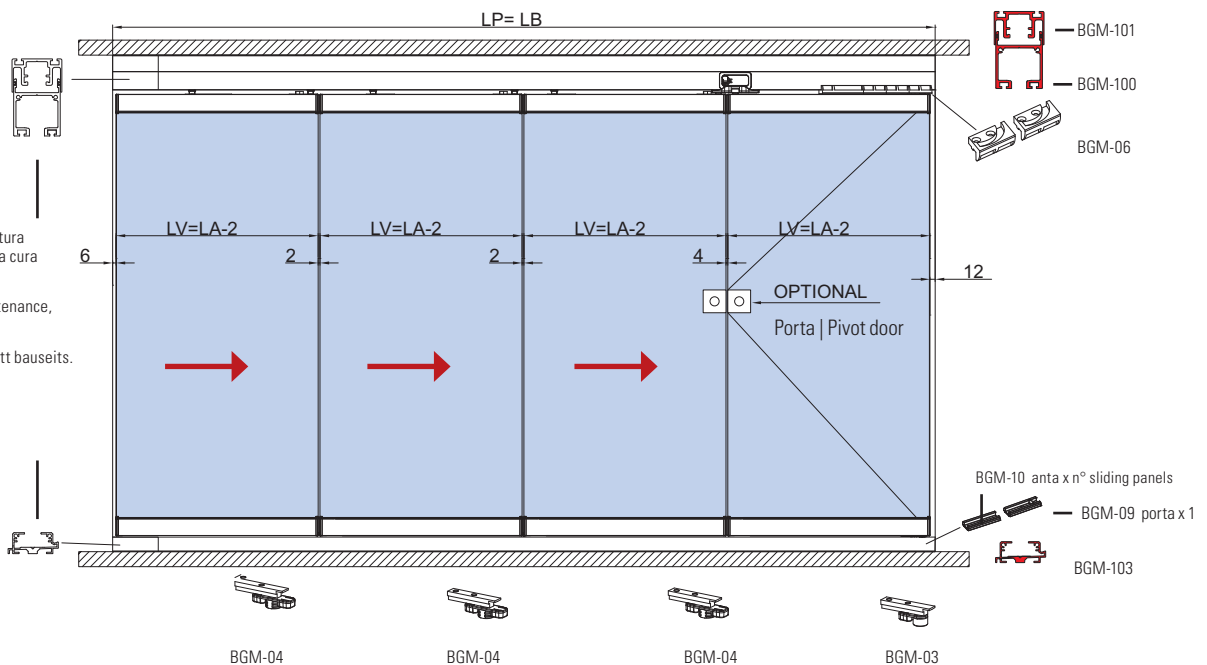 LP= LB
BGM-101
BGM-100
BGM-06
tura
a cura
tenance,
tt bauseits.
LV=LA-2
LV=LA-2
LV=LA-2
LV=LA-2
6
2
2
4
12
OPTIONAL
Porta | Pivot door
BGM-10 anta x n° sliding panels
BGM-09 porta x 1
BGM-103
BGM-04
BGM-04
BGM-04
BGM-03